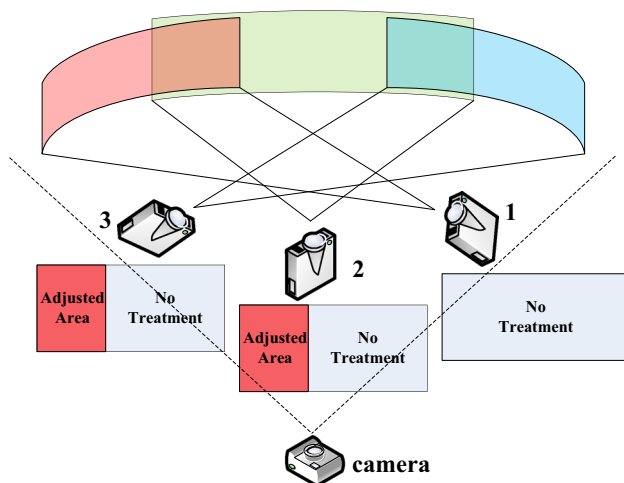 1
3
2
Adjusted
Area
No
Treatment
Adjusted
Area
No
Treatment
No
Treatment
camera